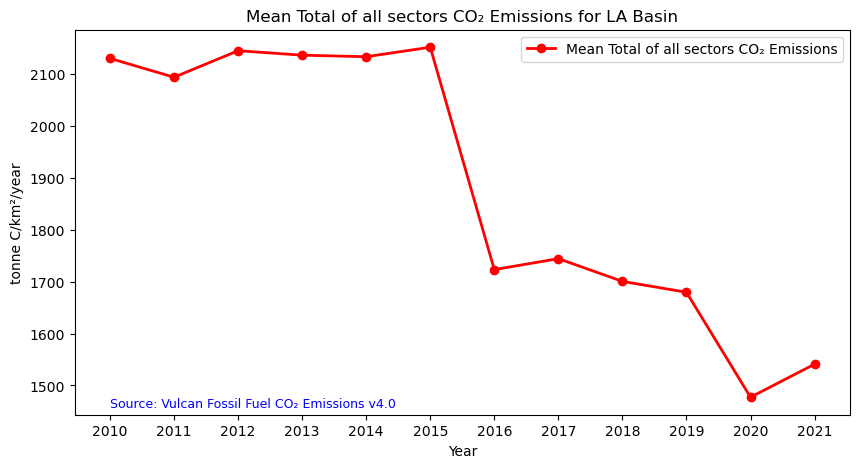 Mean Total of all sectors CO₂ Emissions for LA Basin
Mean Total of all sectors CO₂ Emissions
tonne C/km²/year
2100
2000
1900
1800
1700
1600
1500
Source: Vulcan Fossil Fuel CO₂ Emissions v4.0
2010 2011 2012 2013 2014 2015 2016 2017 2018 2019 2020 2021
Year